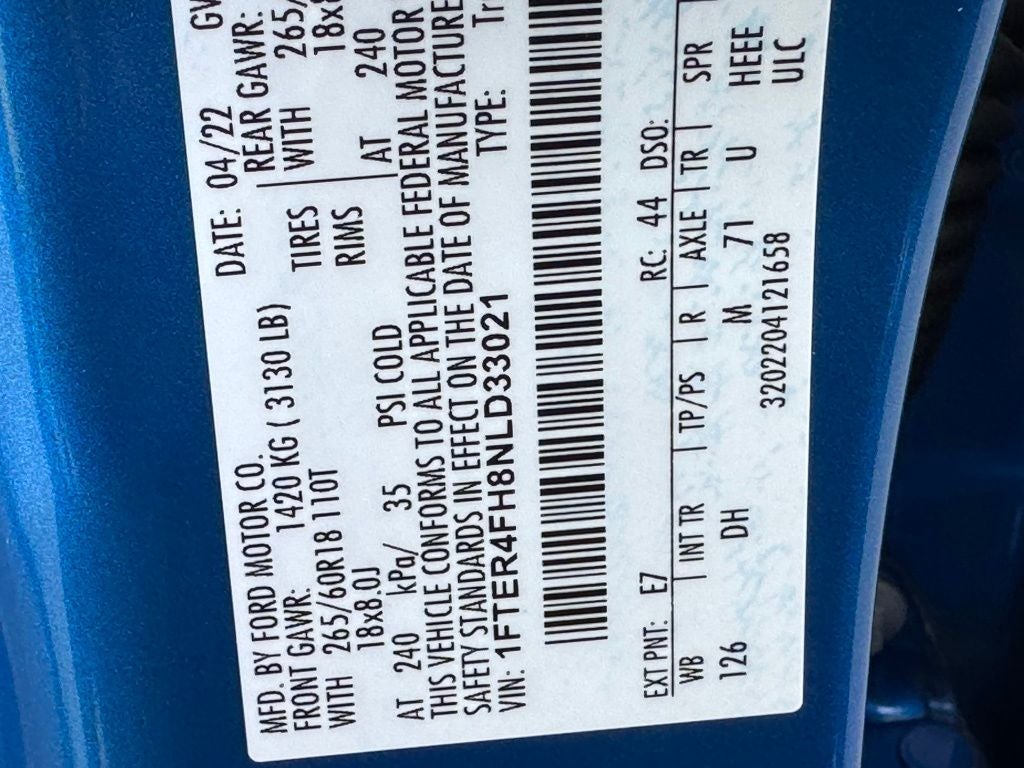 MFD. BY FORD MOTOR CO.
DATE: 04/22
FRONT GAWR: 1420 KG ( 3130 LB)
REAR GAWR:
WITH 265/60R18 110T TIRES
WITH 265/
18x8.0J RIMS
AT 240 kPa/ 35 PSI COLD
AT 240
THIS VEHICLE CONFORMS TO ALL APPLICABLE FEDERAL MOTOR
SAFETY STANDARDS IN EFFECT ON THE DATE OF MANUFACTURE
VIN: 1FTER4FH8NLD33021
TYPE:
EXT PNT: E7 RC: 44 DSO:
WB INT TR TP/PS R AXLE TR SPR
126 DH M 71 U HEEE
3202204121658 ULC